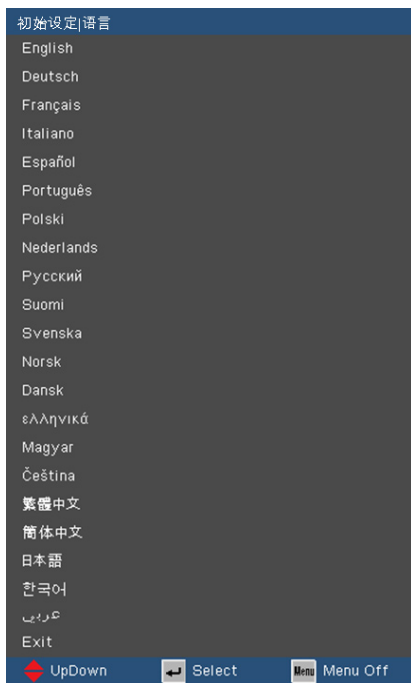 初始设定|语言
English
Deutsch
Français
Italiano
Español
Português
Polski
Nederlands
Русский
Suomi
Svenska
Norsk
Dansk
ελληνικά
Magyar
Čeština
繁體中文
简体中文
日本語
한국어
عربي
Exit
UpDown Select Menu Menu Off